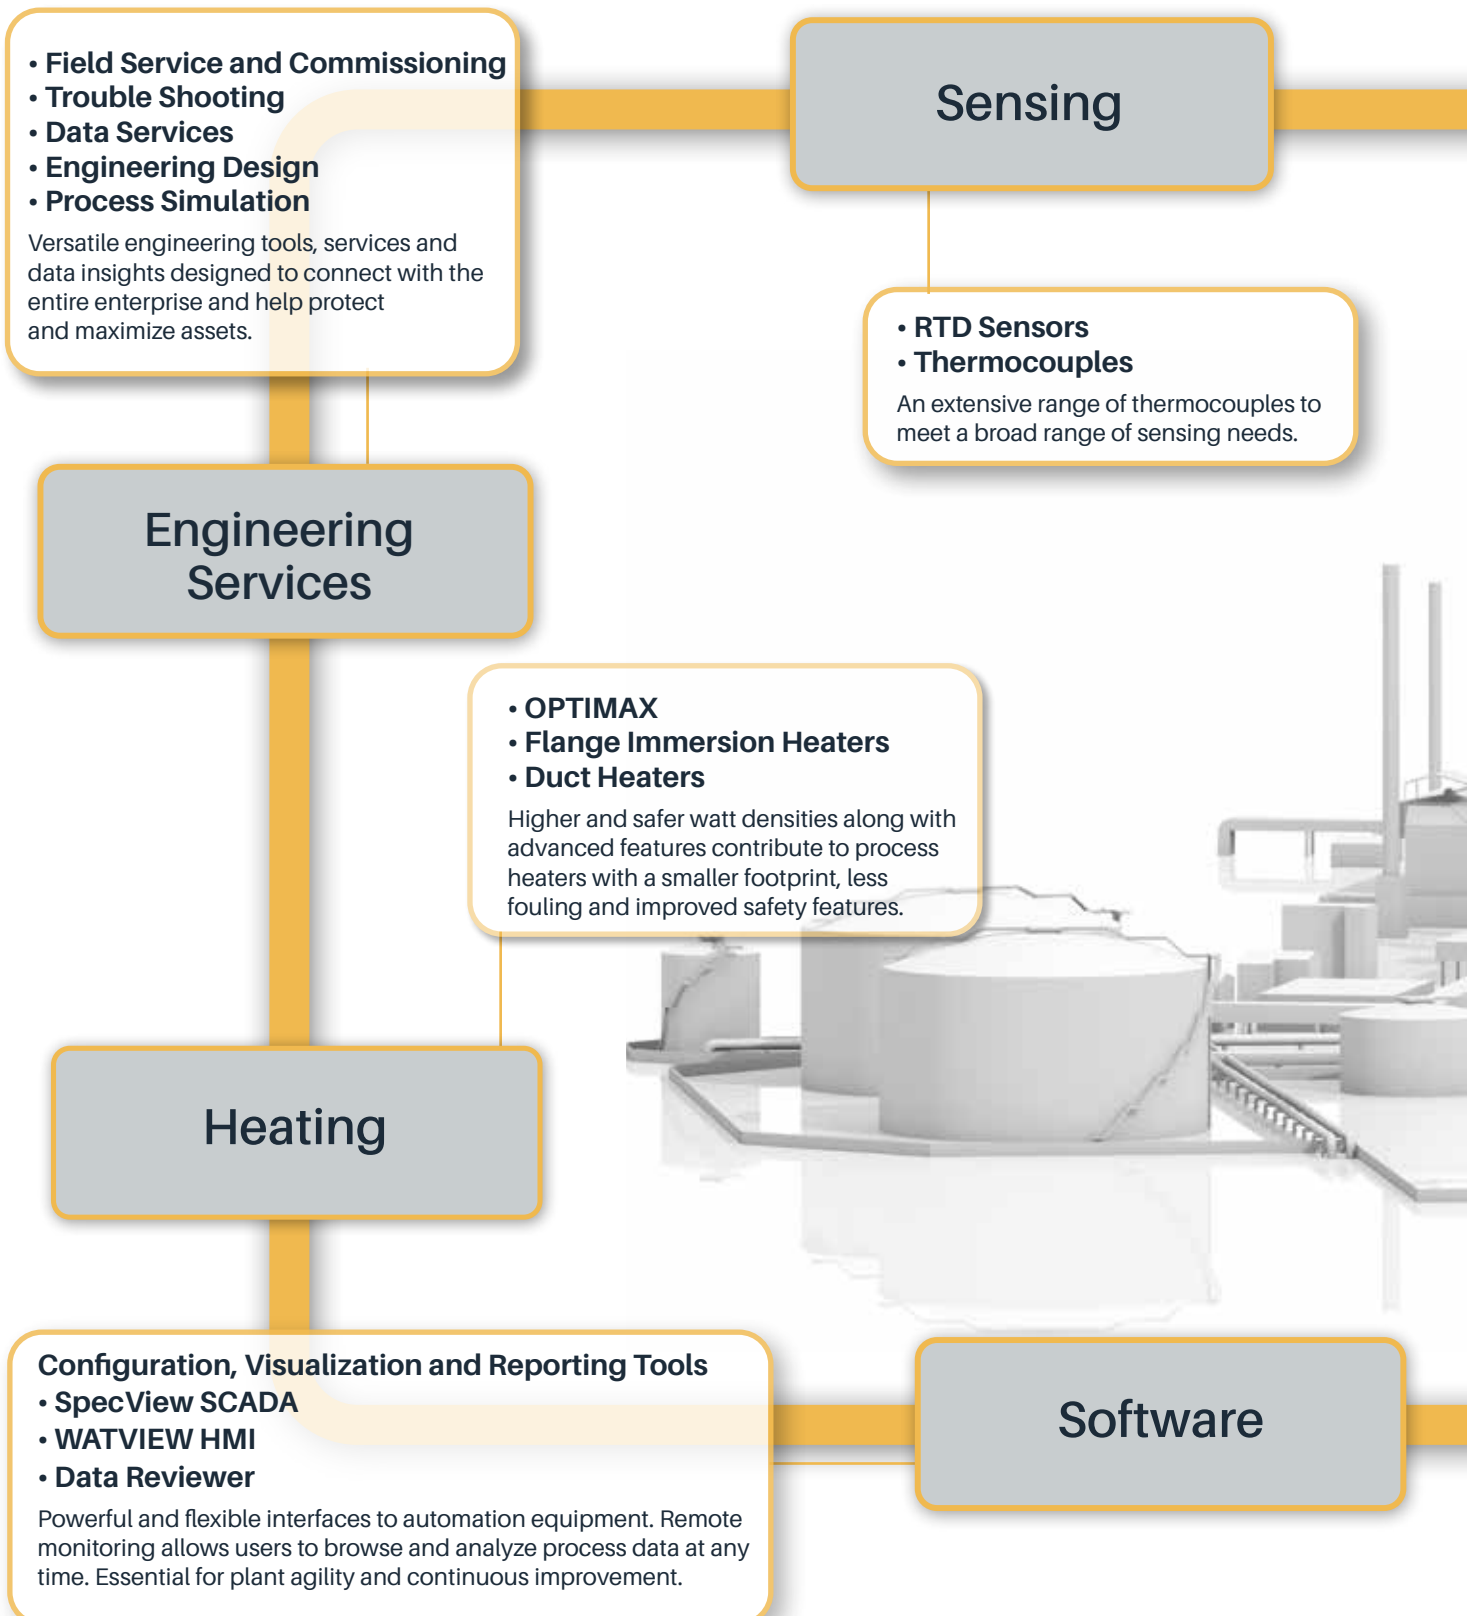 • Field Service and Commissioning
• Trouble Shooting
• Data Services
• Engineering Design
• Process Simulation
Versatile engineering tools, services and
data insights designed to connect with the
entire enterprise and help protect
and maximize assets.
Sensing
• RTD Sensors
• Thermocouples
An extensive range of thermocouples to
meet a broad range of sensing needs.
Engineering
Services
• OPTIMAX
• Flange Immersion Heaters
• Duct Heaters
Higher and safer watt densities along with
advanced features contribute to process
heaters with a smaller footprint, less
fouling and improved safety features.
Heating
Configuration, Visualization and Reporting Tools
• SpecView SCADA
• WATVIEW HMI
• Data Reviewer
Powerful and flexible interfaces to automation equipment. Remote
monitoring allows users to browse and analyze process data at any
time. Essential for plant agility and continuous improvement.
Software